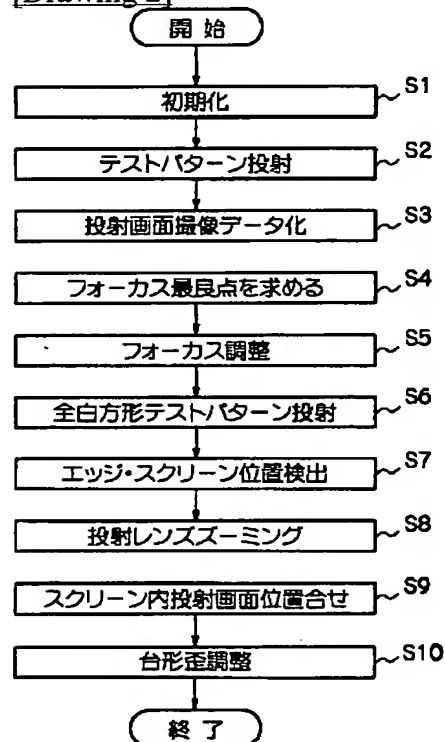 [Drawing 2]
開始
初期化 S1
テストパターン投射 S2
投射画面撮像データ化 S3
フォーカス最良点を求める S4
フォーカス調整 S5
全白方形テストパターン投射 S6
エッジ・スクリーン位置検出 S7
投射レンズズーミング S8
スクリーン内投射画面位置合せ S9
台形歪調整 S10
終了